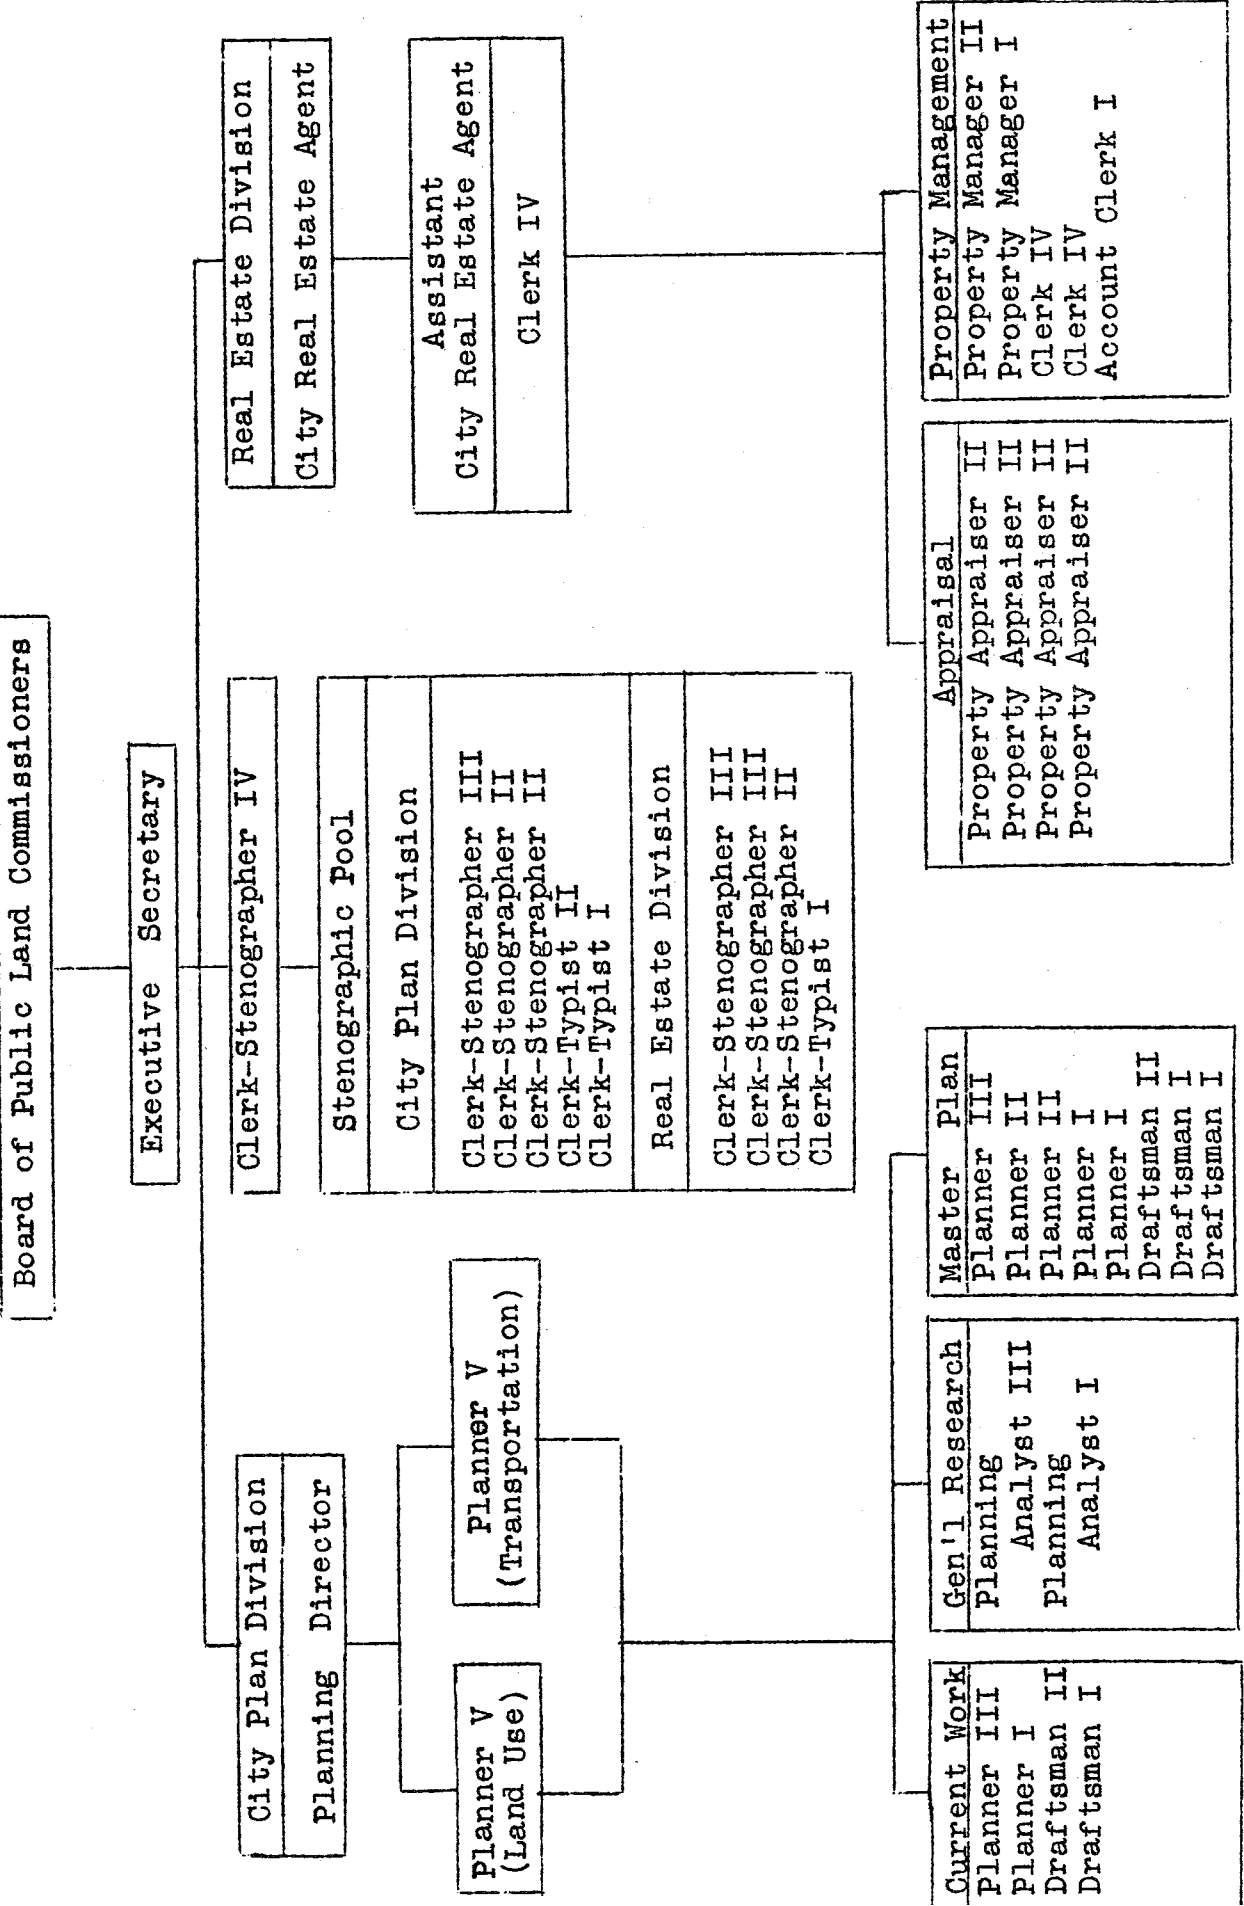 Board of Public Land Commissioners
Executive Secretary
City Plan Division
Planning Director
Planner V
(Land Use)
Planner V
(Transportation)
Current Work
Planner III
Planner I
Draftsman II
Draftsman I
Gen'l Research
Planning
Analyst III
Planning
Analyst I
Master Plan
Planner III
Planner II
Planner II
Planner I
Planner I
Draftsman II
Draftsman I
Draftsman I
Clerk-Stenographer IV
Stenographic Pool
City Plan Division
Clerk-Stenographer III
Clerk-Stenographer II
Clerk-Stenographer II
Clerk-Typist II
Clerk-Typist I
Real Estate Division
Clerk-Stenographer III
Clerk-Stenographer III
Clerk-Stenographer II
Clerk-Typist I
Real Estate Division
City Real Estate Agent
Assistant
City Real Estate Agent
Clerk IV
Appraisal
Property Appraiser II
Property Appraiser II
Property Appraiser II
Property Appraiser II
Property Management
Property Manager II
Property Manager I
Clerk IV
Clerk IV
Account Clerk I